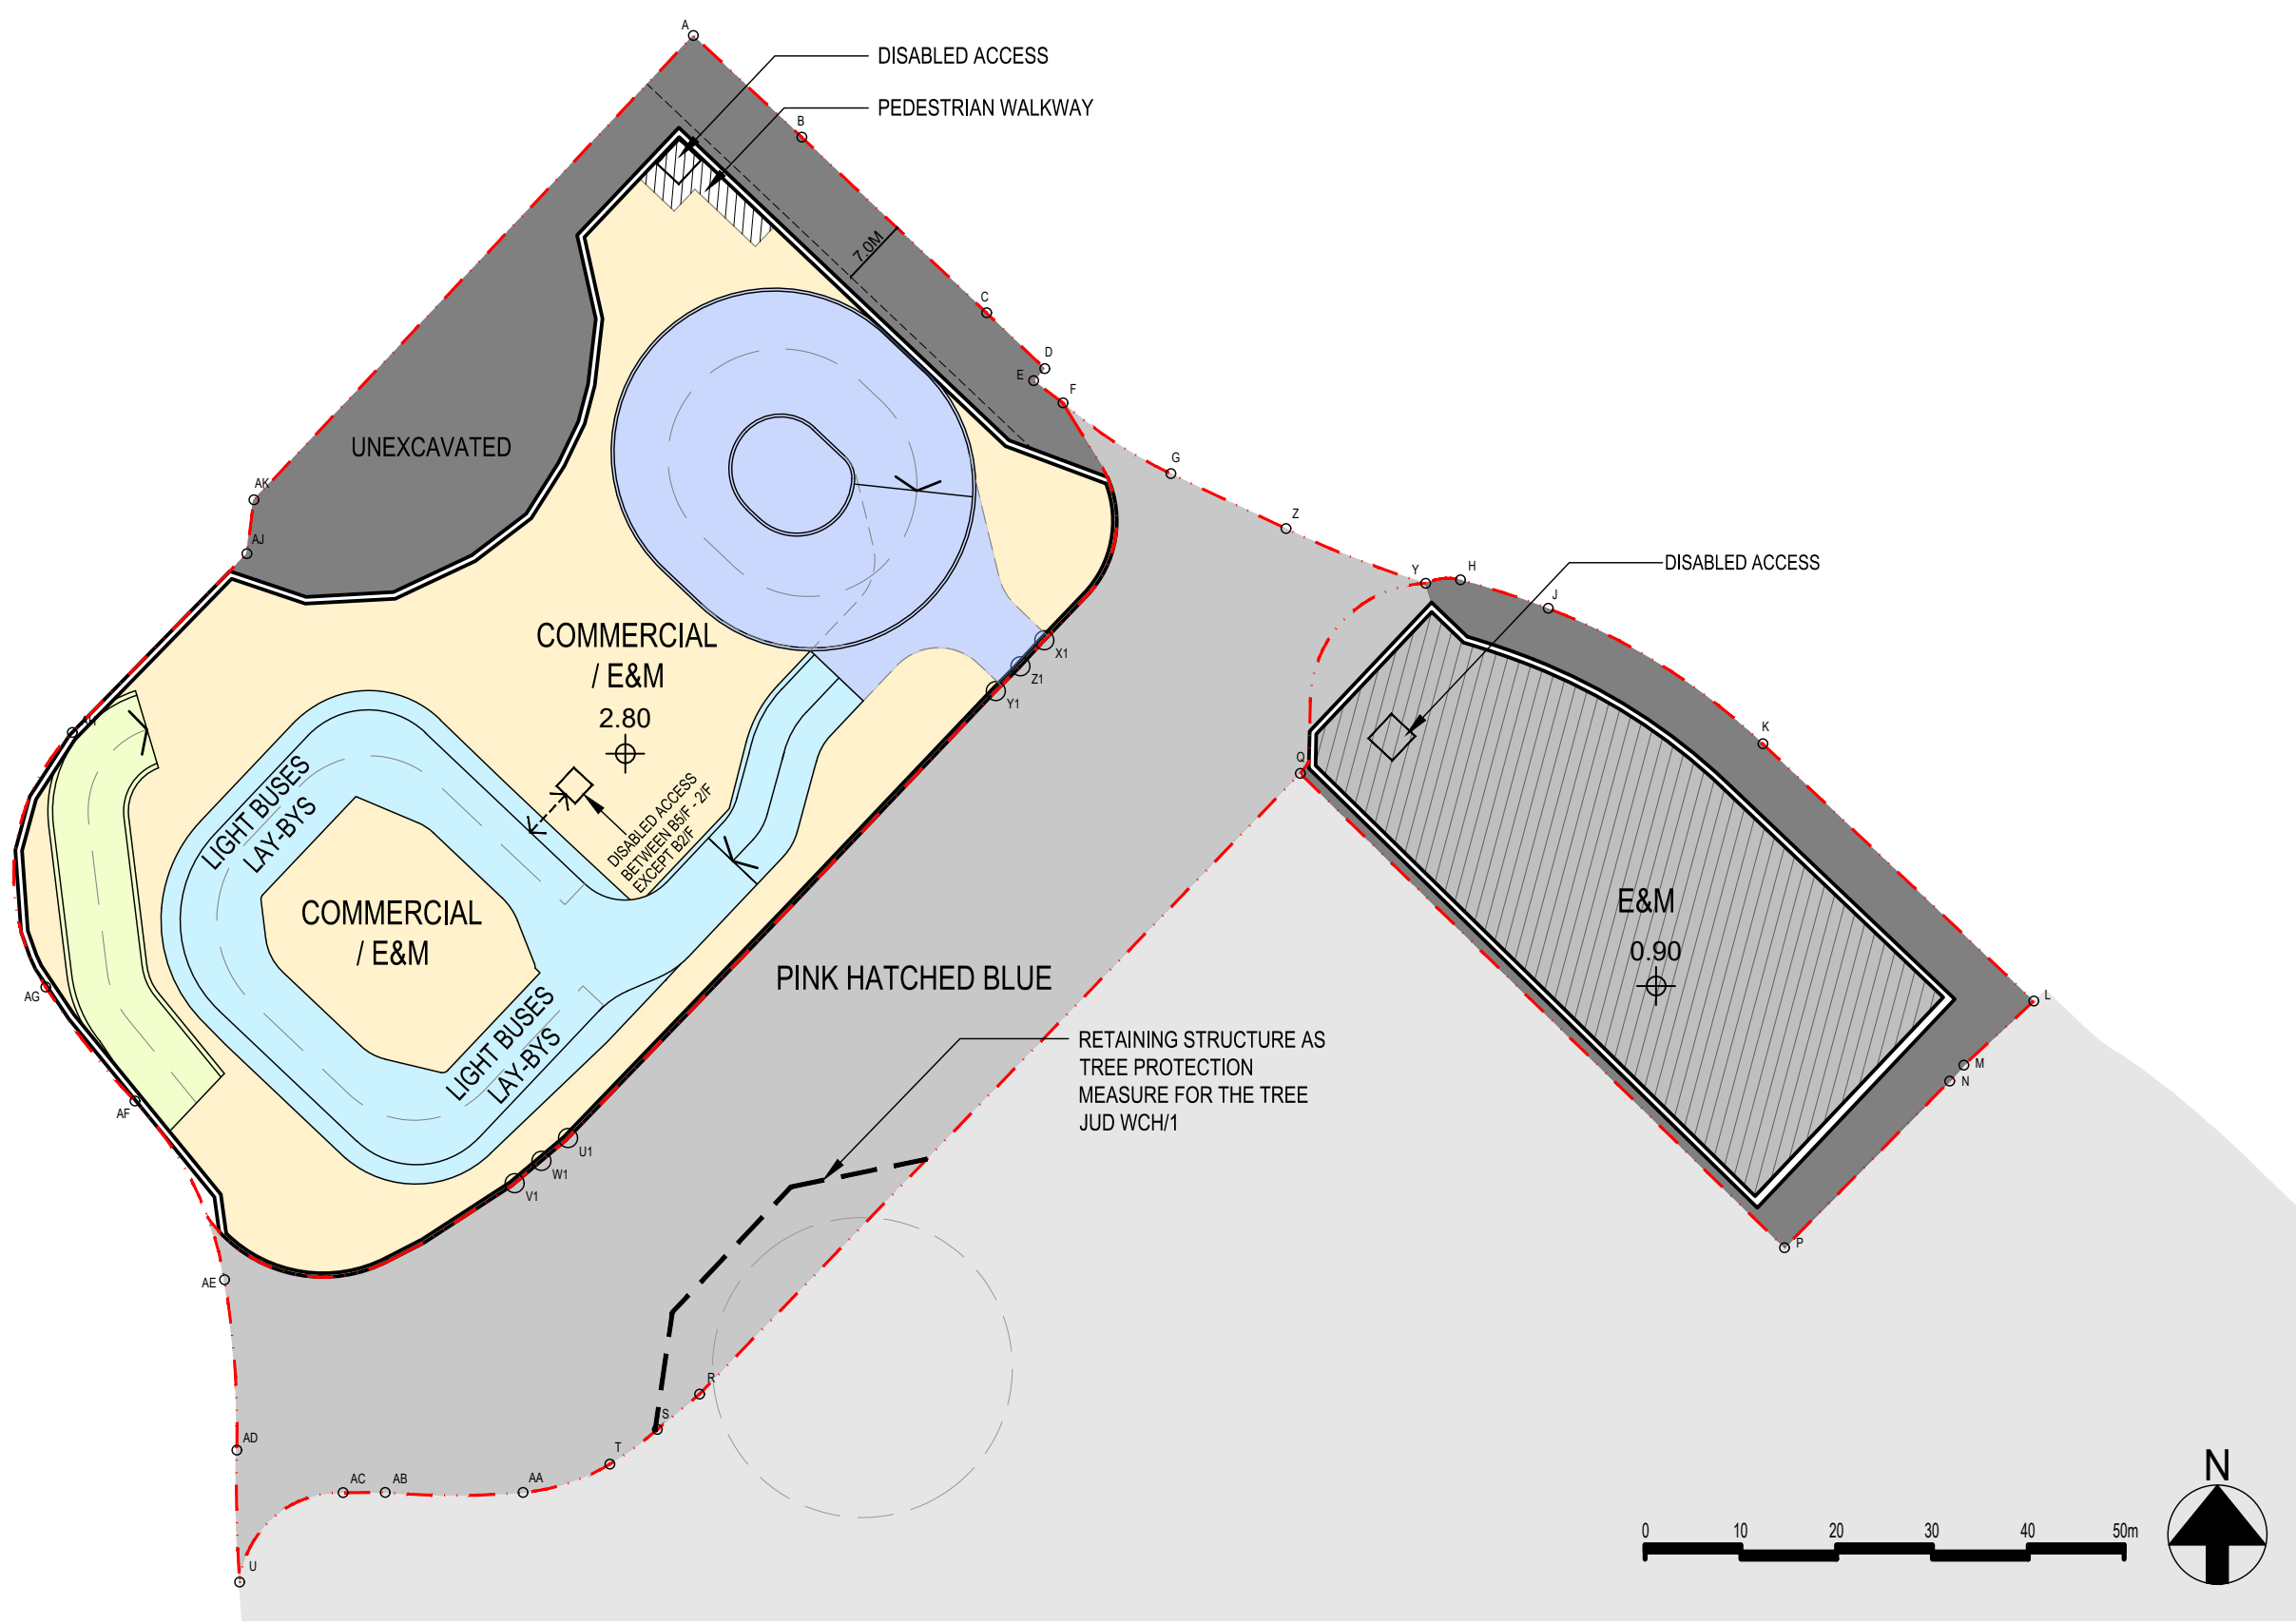 A
DISABLED ACCESS
PEDESTRIAN WALKWAY
B
7.0M
C
D
E
F
UNEXCAVATED
G
AK
Z
AJ
Y
H
DISABLED ACCESS
J
COMMERCIAL
/ E&M
2.80
X1
Z1
Y1
AH
K
Q
LIGHT BUSES
LAY-BYS
DISABLED ACCESS
BETWEEN B5/F - 2/F
EXCEPT B2/F
COMMERCIAL
/ E&M
E&M
0.90
PINK HATCHED BLUE
AG
L
LIGHT BUSES
LAY-BYS
RETAINING STRUCTURE AS
TREE PROTECTION
MEASURE FOR THE TREE
JUD WCH/1
M
N
AF
U1
W1
V1
P
AE
R
S
T
AD
AC
AB
AA
U
N
0 10 20 30 40 50m